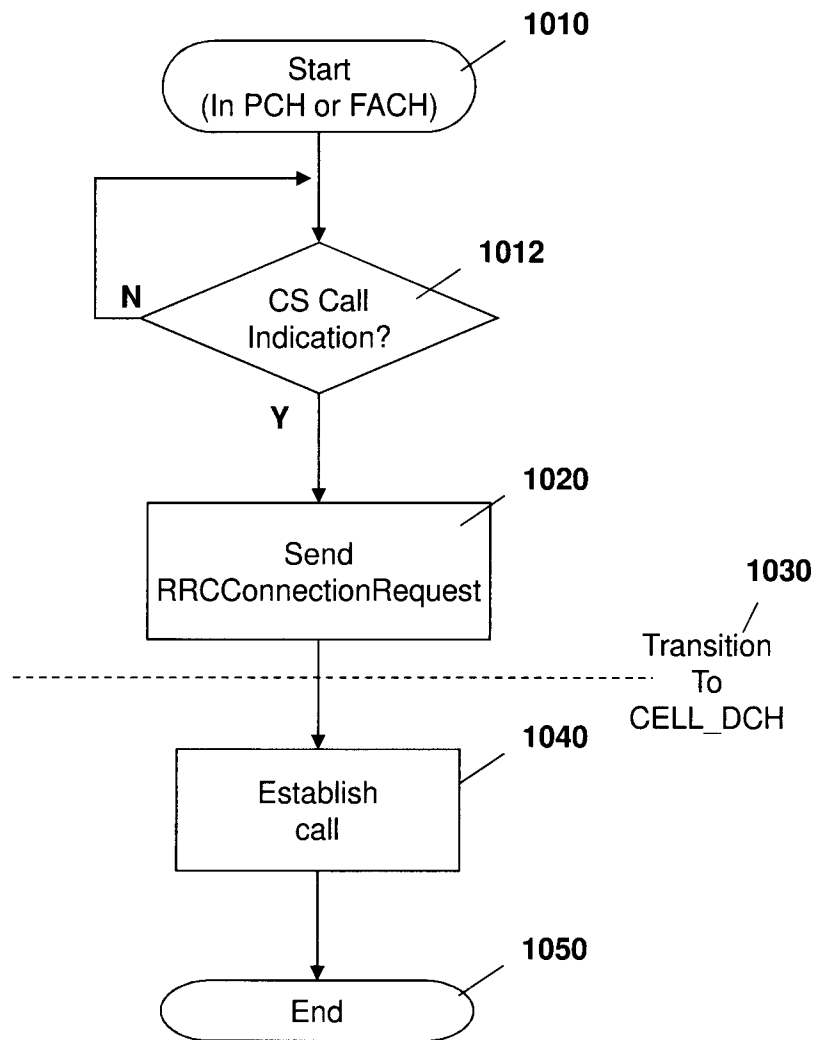 1010
Start
(In PCH or FACH)
1012
N
CS Call
Indication?
Y
1020
Send
RRCConnectionRequest
1030
Transition
To
CELL_DCH
1040
Establish
call
1050
End